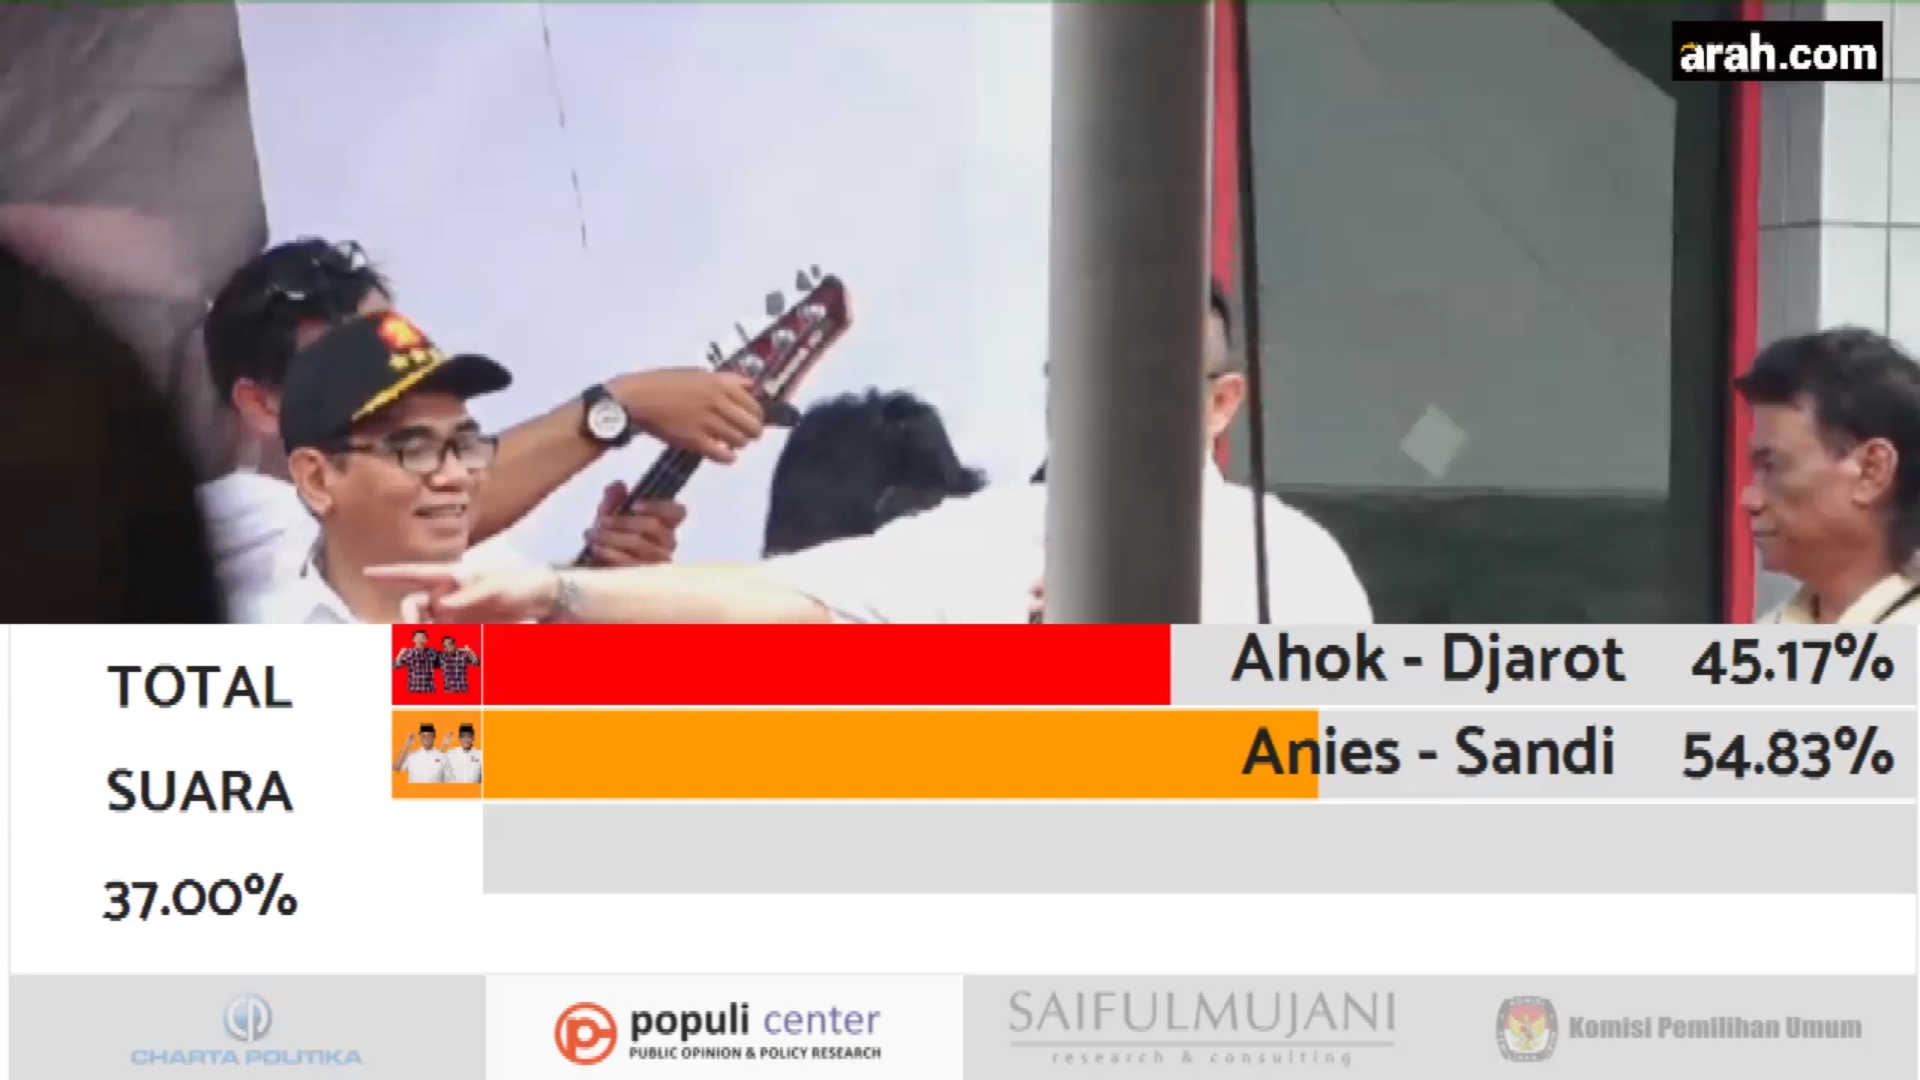 arah.com
Ahok - Djarot 45.17%
Anies - Sandi 54.83%
TOTAL
SUARA
37.00%
CHARTA POLITIKA
populi center
PUBLIC OPINION & POLICY RESEARCH
SAIFULMUJANI
research & consulting
Komisi Pemilihan Umum